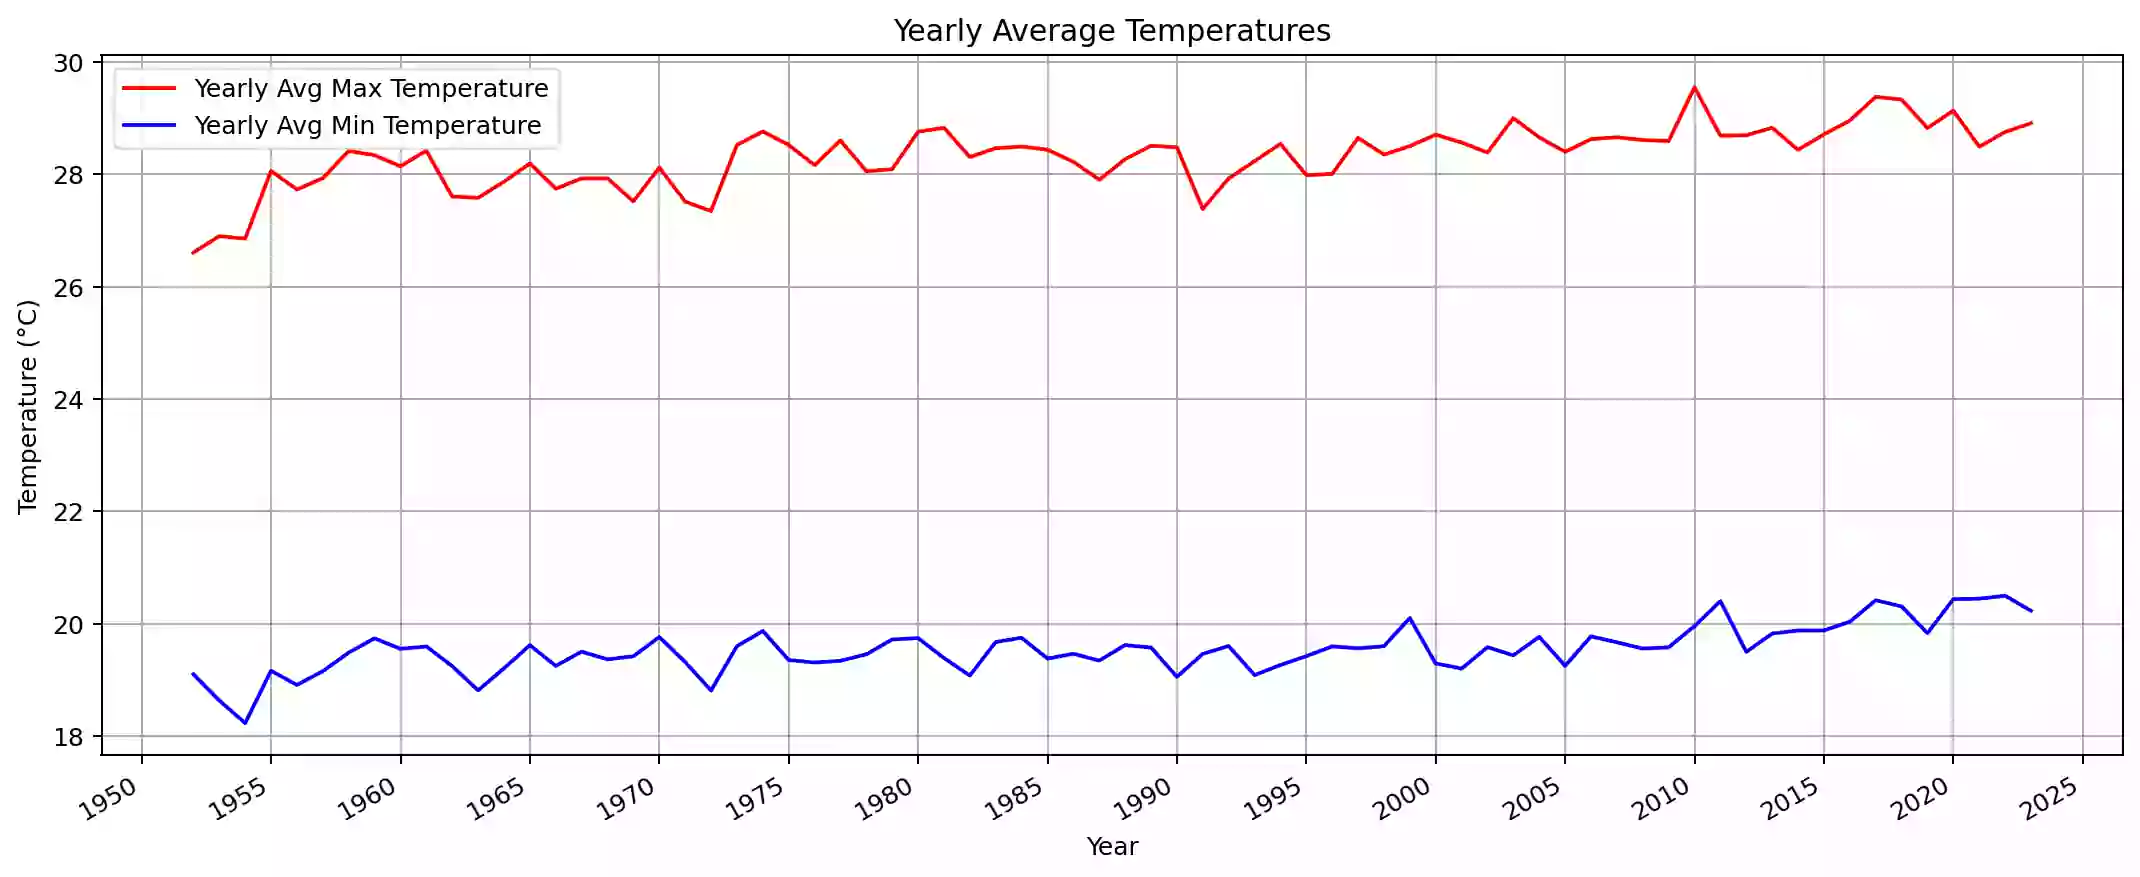 Yearly Average Temperatures
30
Yearly Avg Max Temperature
Yearly Avg Min Temperature
28
26
24
22
20
18
Temperature (°C)
1950 1955 1960 1965 1970 1975 1980 1985 1990 1995 2000 2005 2010 2015 2020 2025
Year